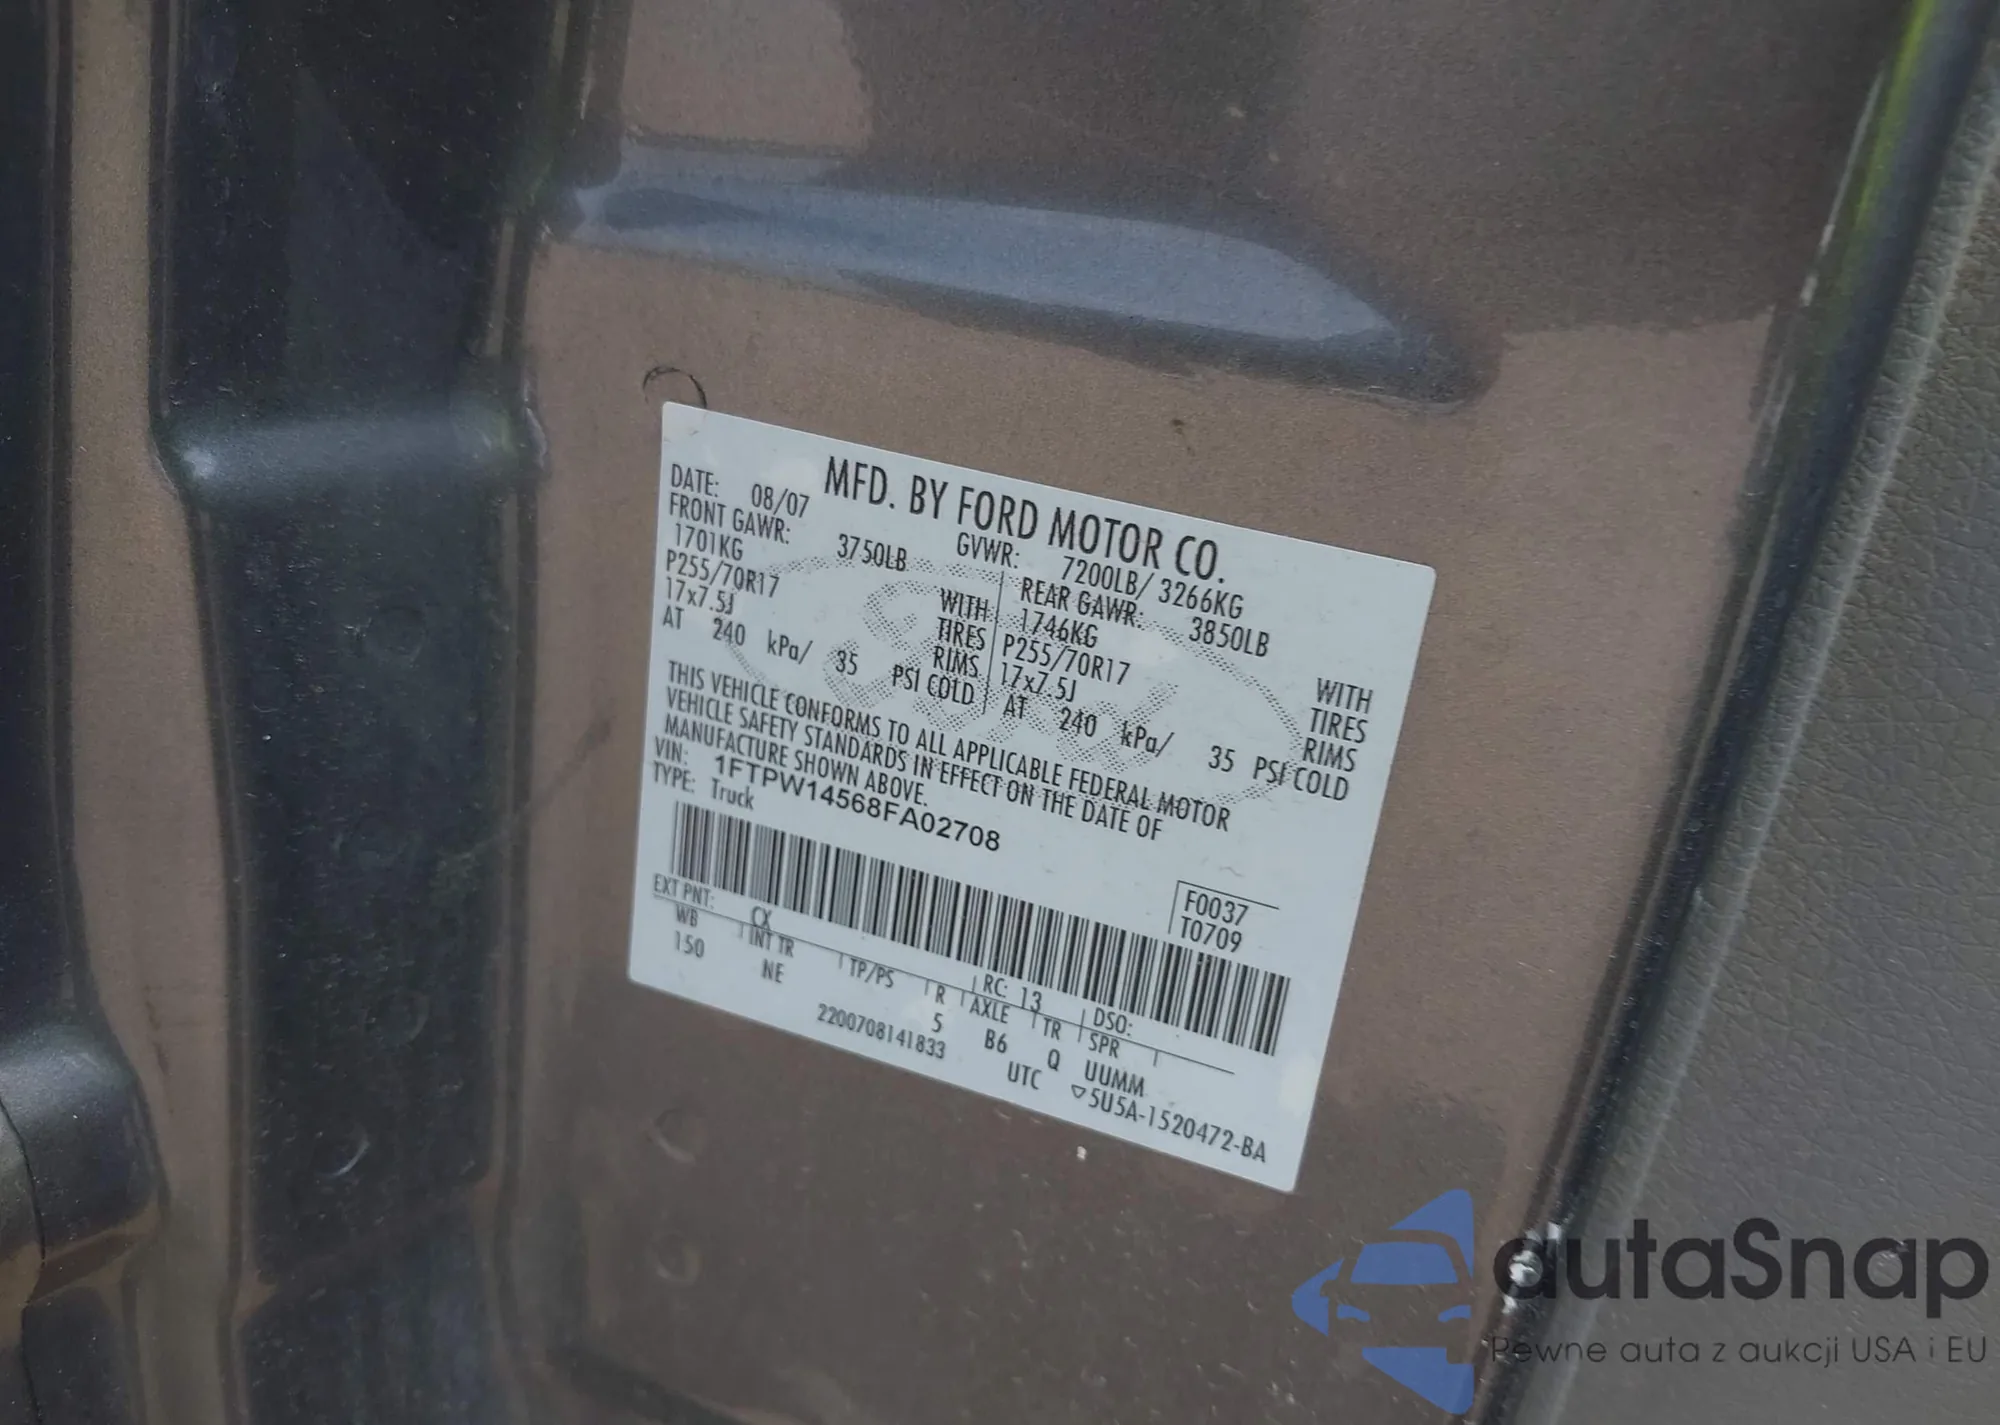 MFD. BY FORD MOTOR CO.
DATE: 08/07 GVWR: 7200LB/ 3266KG
FRONT GAWR: 3750LB REAR GAWR: 3850LB
1701KG WITH 1746KG WITH
P255/70R17 TIRES P255/70R17 TIRES
17x7.5J RIMS 17x7.5J RIMS
AT 240 kPa/ 35 PSI COLD AT 240 kPa/ 35 PSI COLD
THIS VEHICLE CONFORMS TO ALL APPLICABLE FEDERAL MOTOR
VEHICLE SAFETY STANDARDS IN EFFECT ON THE DATE OF
MANUFACTURE SHOWN ABOVE.
VIN: 1FTPW14568FA02708
TYPE: Truck
F0037
T0709
EXT PNT: CX RC: 13 DSO:
WB INT TR TP/PS R AXLE TR SPR
150 NE 5 B6 Q UUMM
2200708141833 UTC ▽5U5A-1520472-BA
autaSnap
Pewne auta z aukcji USA i EU